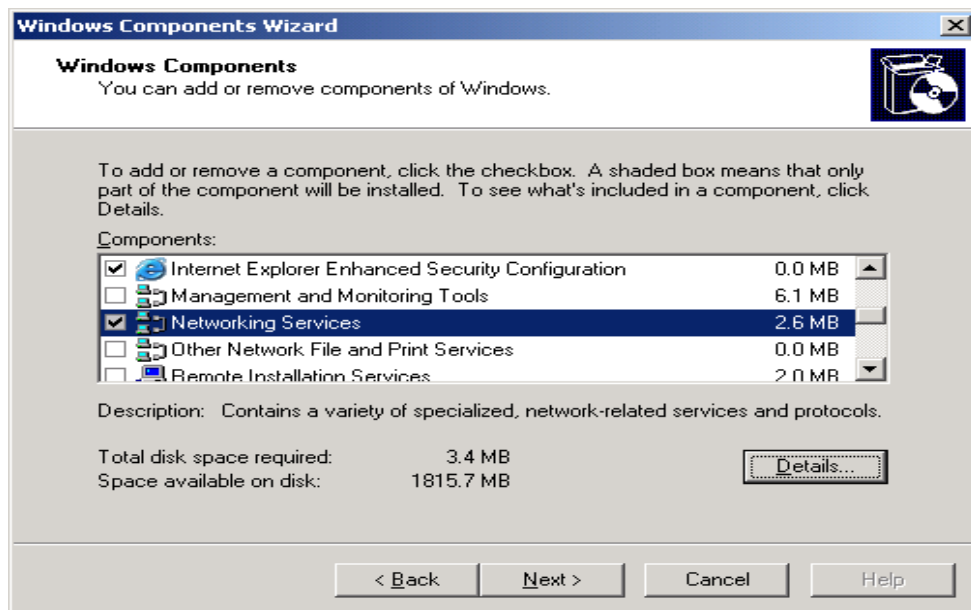 Windows Components Wizard
Windows Components
You can add or remove components of Windows.
To add or remove a component, click the checkbox. A shaded box means that only
part of the component will be installed. To see what's included in a component, click
Details.
Components:
Internet Explorer Enhanced Security Configuration 0.0 MB
Management and Monitoring Tools 6.1 MB
Networking Services 2.6 MB
Other Network File and Print Services 0.0 MB
Remote Installation Services 2.0 MB
Description: Contains a variety of specialized, network-related services and protocols.
Total disk space required: 3.4 MB
Space available on disk: 1815.7 MB
Details...
< Back Next > Cancel Help